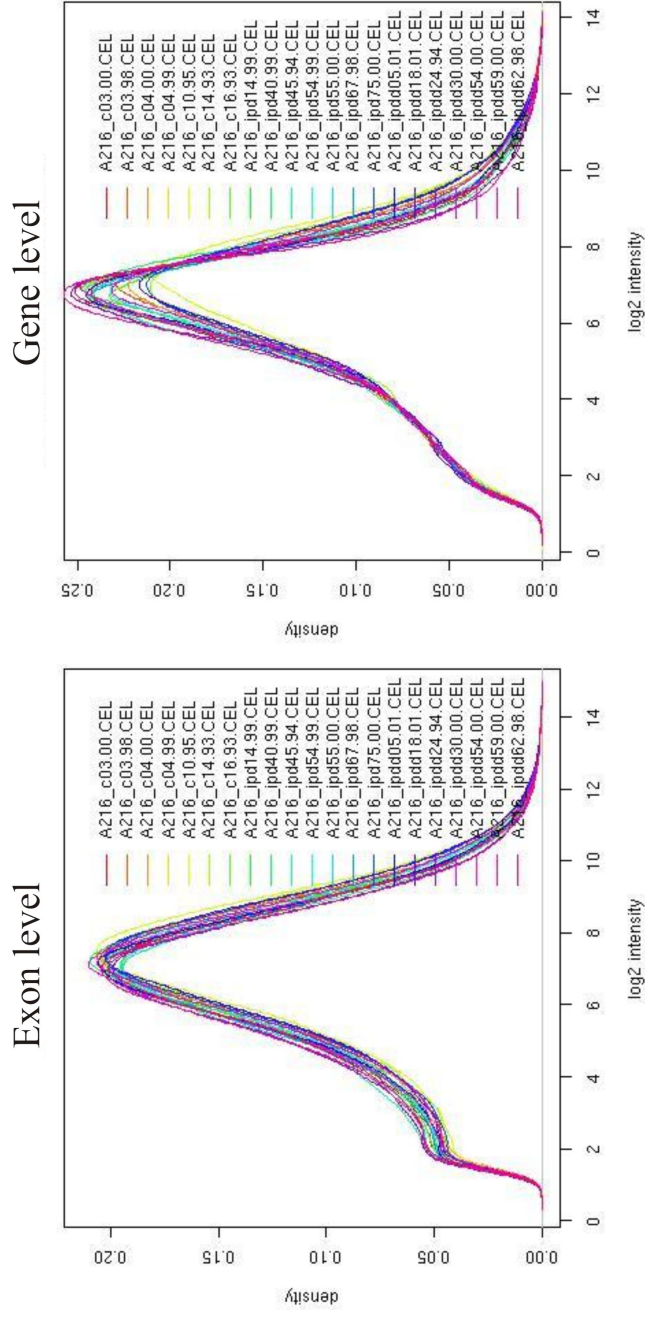 Exon level
density
0.00
0.05
0.10
0.15
0.20
A216_c03.00.CEL
A216_c03.98.CEL
A216_c04.00.CEL
A216_c04.99.CEL
A216_c10.95.CEL
A216_c14.93.CEL
A216_c16.93.CEL
A216_ipd14.99.CEL
A216_ipd40.99.CEL
A216_ipd45.94.CEL
A216_ipd54.99.CEL
A216_ipd55.00.CEL
A216_ipd67.98.CEL
A216_ipd75.00.CEL
A216_ipdd05.01.CEL
A216_ipdd18.01.CEL
A216_ipdd24.94.CEL
A216_ipdd30.00.CEL
A216_ipdd54.00.CEL
A216_ipdd59.00.CEL
A216_ipdd62.98.CEL
0 2 4 6 8 10 12 14
log2 intensity
Gene level
density
0.00
0.05
0.10
0.15
0.20
0.25
A216_c03.00.CEL
A216_c03.98.CEL
A216_c04.00.CEL
A216_c04.99.CEL
A216_c10.95.CEL
A216_c14.93.CEL
A216_c16.93.CEL
A216_ipd14.99.CEL
A216_ipd40.99.CEL
A216_ipd45.94.CEL
A216_ipd54.99.CEL
A216_ipd55.00.CEL
A216_ipd67.98.CEL
A216_ipd75.00.CEL
A216_ipdd05.01.CEL
A216_ipdd18.01.CEL
A216_ipdd24.94.CEL
A216_ipdd30.00.CEL
A216_ipdd54.00.CEL
A216_ipdd59.00.CEL
A216_ipdd62.98.CEL
0 2 4 6 8 10 12 14
log2 intensity